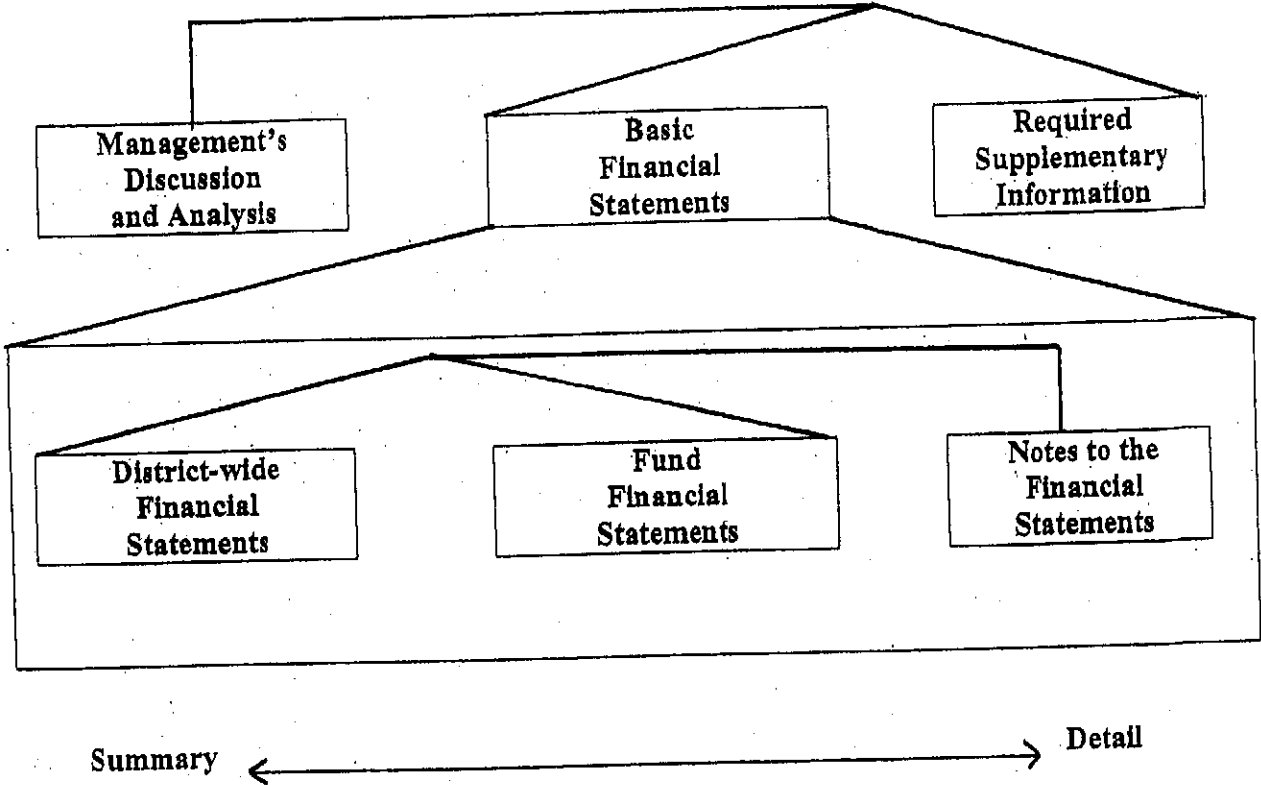 Management's
Discussion
and Analysis
Basic
Financial
Statements
Required
Supplementary
Information
District-wide
Financial
Statements
Fund
Financial
Statements
Notes to the
Financial
Statements
Summary
Detail